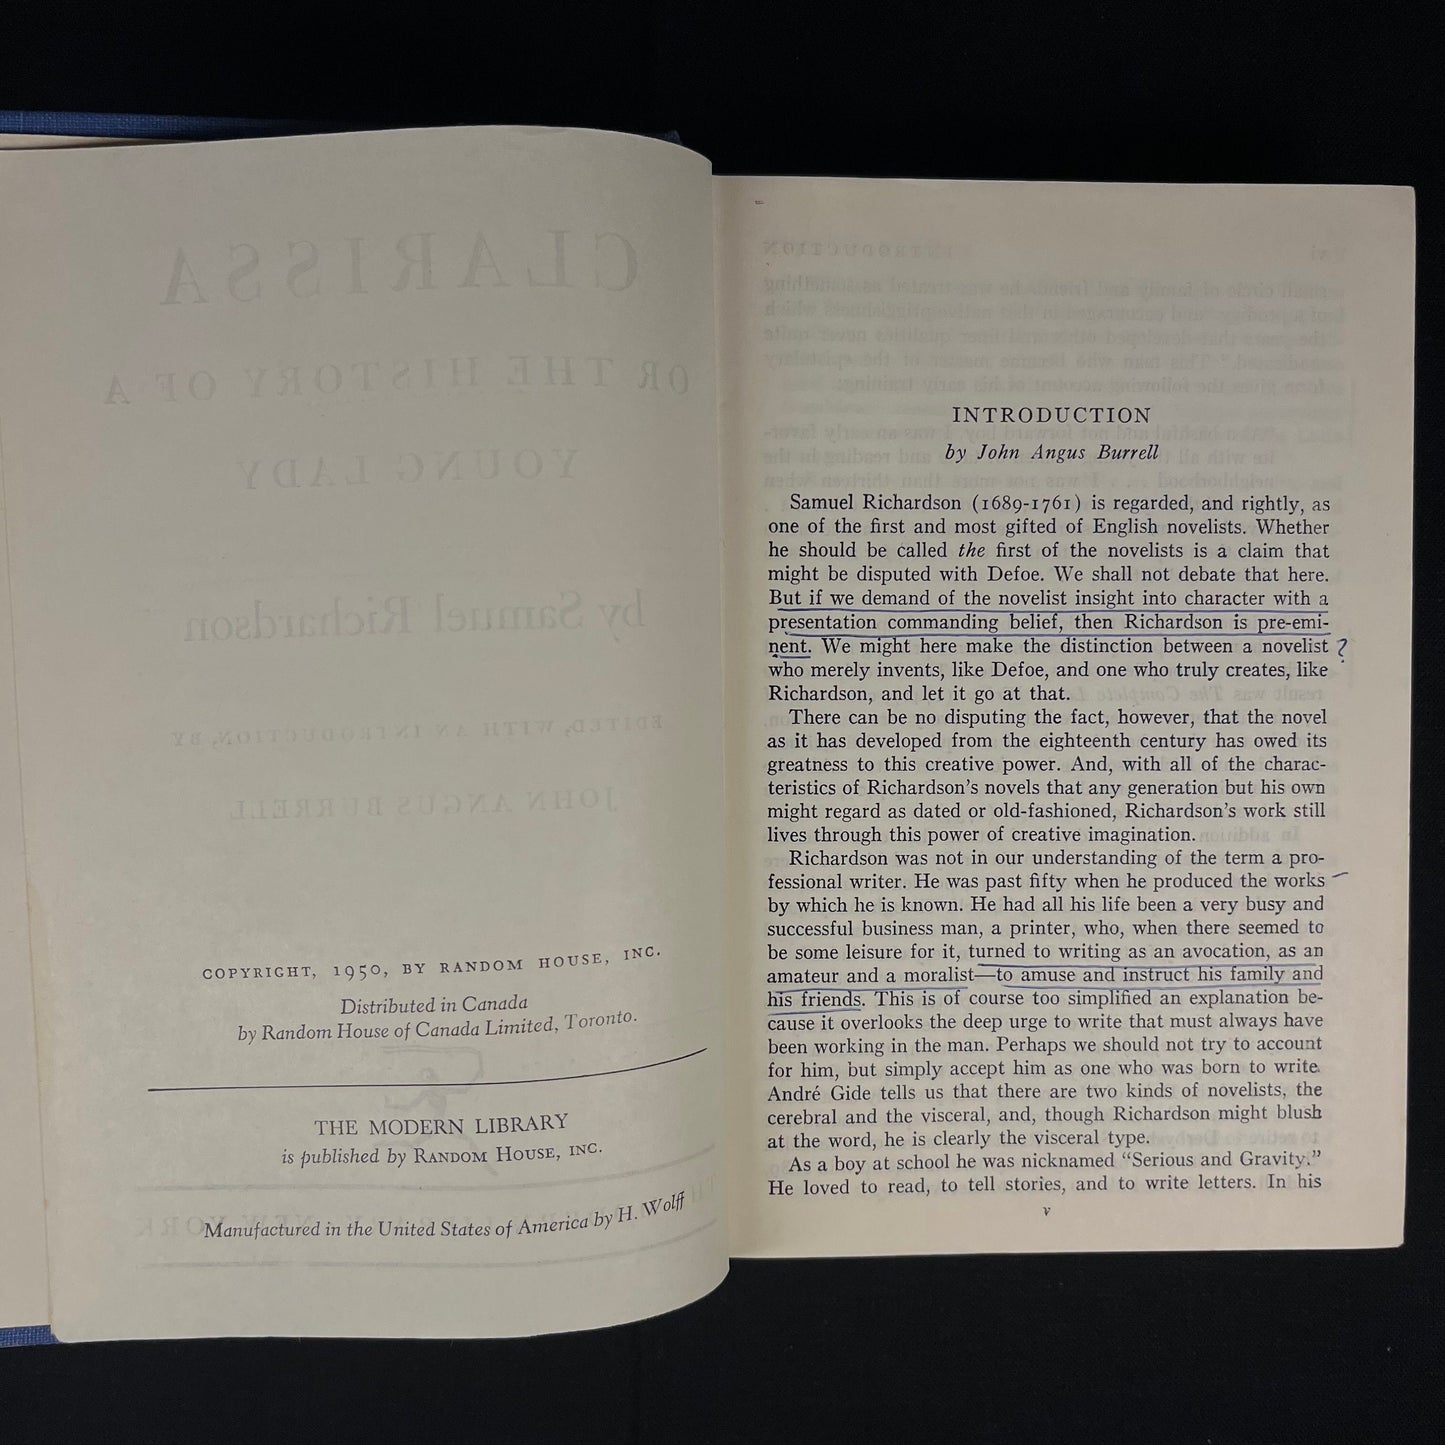 COPYRIGHT, 1950, BY RANDOM HOUSE, INC.
Distributed in Canada
by Random House of Canada Limited, Toronto.
THE MODERN LIBRARY
is published by RANDOM HOUSE, INC.
Manufactured in the United States of America by H. Wolff
INTRODUCTION
by John Angus Burrell
Samuel Richardson (1689-1761) is regarded, and rightly, as
one of the first and most gifted of English novelists. Whether
he should be called the first of the novelists is a claim that
might be disputed with Defoe. We shall not debate that here.
But if we demand of the novelist insight into character with a
presentation commanding belief, then Richardson is pre-emi-
nent. We might here make the distinction between a novelist ?
who merely invents, like Defoe, and one who truly creates, like
Richardson, and let it go at that.
There can be no disputing the fact, however, that the novel
as it has developed from the eighteenth century has owed its
greatness to this creative power. And, with all of the charac-
teristics of Richardson's novels that any generation but his own
might regard as dated or old-fashioned, Richardson's work still
lives through this power of creative imagination.
Richardson was not in our understanding of the term a pro-
fessional writer. He was past fifty when he produced the works
by which he is known. He had all his life been a very busy and
successful business man, a printer, who, when there seemed to
be some leisure for it, turned to writing as an avocation, as an
amateur and a moralist—to amuse and instruct his family and
his friends. This is of course too simplified an explanation be-
cause it overlooks the deep urge to write that must always have
been working in the man. Perhaps we should not try to account
for him, but simply accept him as one who was born to write.
André Gide tells us that there are two kinds of novelists, the
cerebral and the visceral, and, though Richardson might blush
at the word, he is clearly the visceral type.
As a boy at school he was nicknamed “Serious and Gravity.”
He loved to read, to tell stories, and to write letters. In his
v